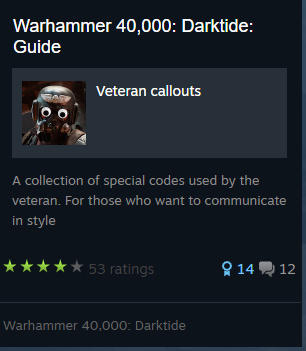 Warhammer 40,000: Darktide:
Guide
Veteran callouts
A collection of special codes used by the
veteran. For those who want to communicate
in style
53 ratings 14 12
Warhammer 40,000: Darktide